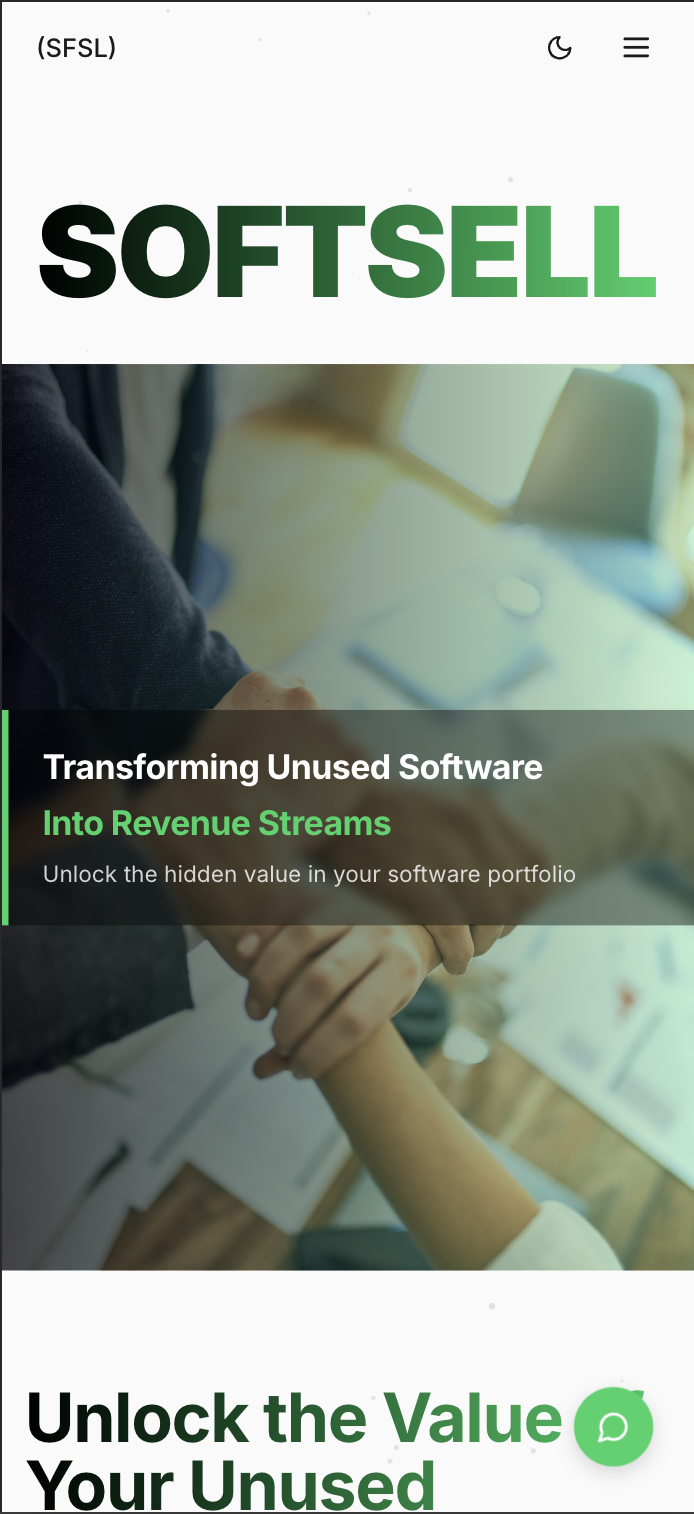 (SFSL)
SOFTSELL
Transforming Unused Software
Into Revenue Streams
Unlock the hidden value in your software portfolio
Unlock the Value
Your Unused